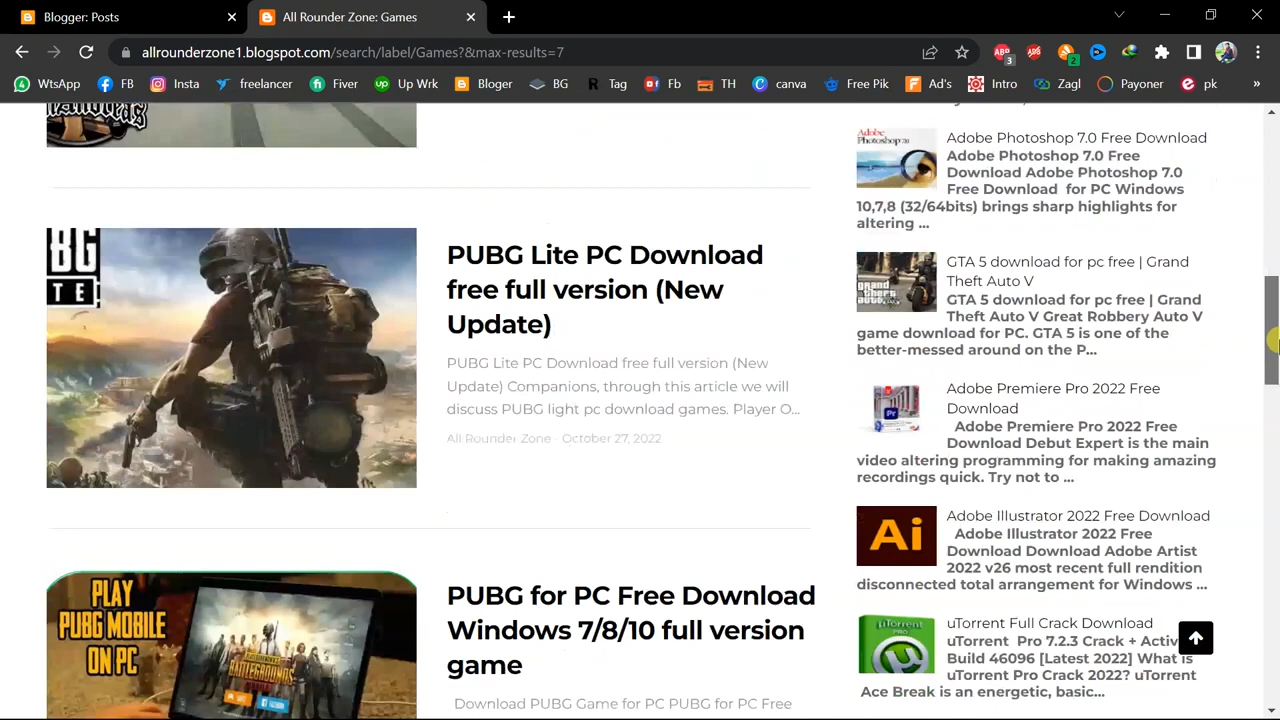 Blogger: Posts
All Rounder Zone: Games
allrounderzone1.blogspot.com/search/label/Games?&max-results=7
3
2
WtsApp
FB
Insta
freelancer
Fiver
Up Wrk
Bloger
BG
Tag
Fb
TH
canva
Free Pik
Ad's
Intro
Zagl
Payoner
pk
»
PUBG Lite PC Download
free full version (New
Update)
PUBG Lite PC Download free full version (New
Update) Companions, through this article we will
discuss PUBG light pc download games. Player O...
All Rounder Zone - October 27, 2022
PLAY
PUBG MOBILE
ON PC
BATTLEGROUNDS
PUBG for PC Free Download
Windows 7/8/10 full version
game
Download PUBG Game for PC PUBG for PC Free
Adobe
Photoshop 7.0
Adobe Photoshop 7.0 Free Download
Adobe Photoshop 7.0 Free
Download Adobe Photoshop 7.0
Free Download for PC Windows
10,7,8 (32/64bits) brings sharp highlights for
altering ...
GTA 5 download for pc free | Grand
Theft Auto V
GTA 5 download for pc free | Grand
Theft Auto V Great Robbery Auto V
game download for PC. GTA 5 is one of the
better-messed around on the P...
Pr
Adobe Premiere Pro 2022 Free
Download
Adobe Premiere Pro 2022 Free
Download Debut Expert is the main
video altering programming for making amazing
recordings quick. Try not to ...
Ai
Adobe Illustrator 2022 Free Download
Adobe Illustrator 2022 Free
Download Download Adobe Artist
2022 v26 most recent full rendition
disconnected total arrangement for Windows ...
uTorrent
uTorrent Full Crack Download
uTorrent Pro 7.2.3 Crack + Activ
Build 46096 [Latest 2022] What is
uTorrent Pro Crack 2022? uTorrent
Ace Break is an energetic, basic...